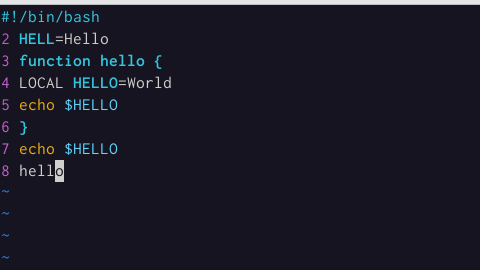 #!/bin/bash
2 HELL=Hello
3 function hello {
4 LOCAL HELLO=World
5 echo $HELLO
6 }
7 echo $HELLO
8 hello
~
~
~
~